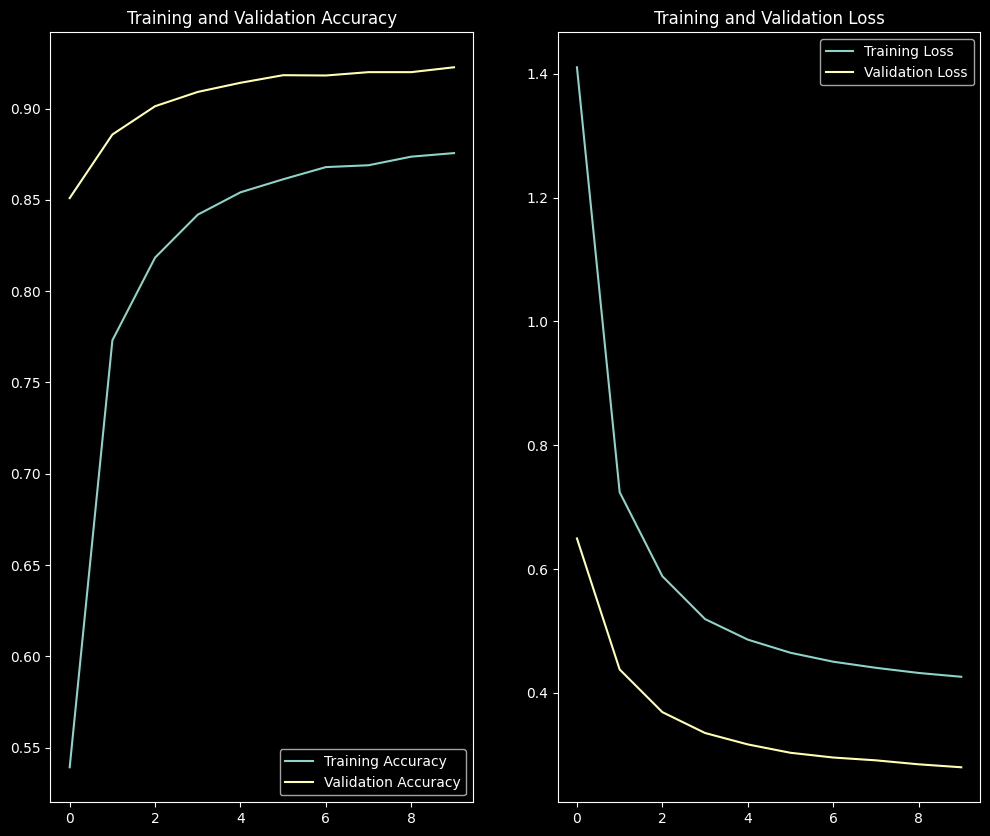 Training and Validation Accuracy
0.90
0.85
0.80
0.75
0.70
0.65
0.60
0.55
0 2 4 6 8
Training Accuracy
Validation Accuracy
Training and Validation Loss
1.4
1.2
1.0
0.8
0.6
0.4
0 2 4 6 8
Training Loss
Validation Loss